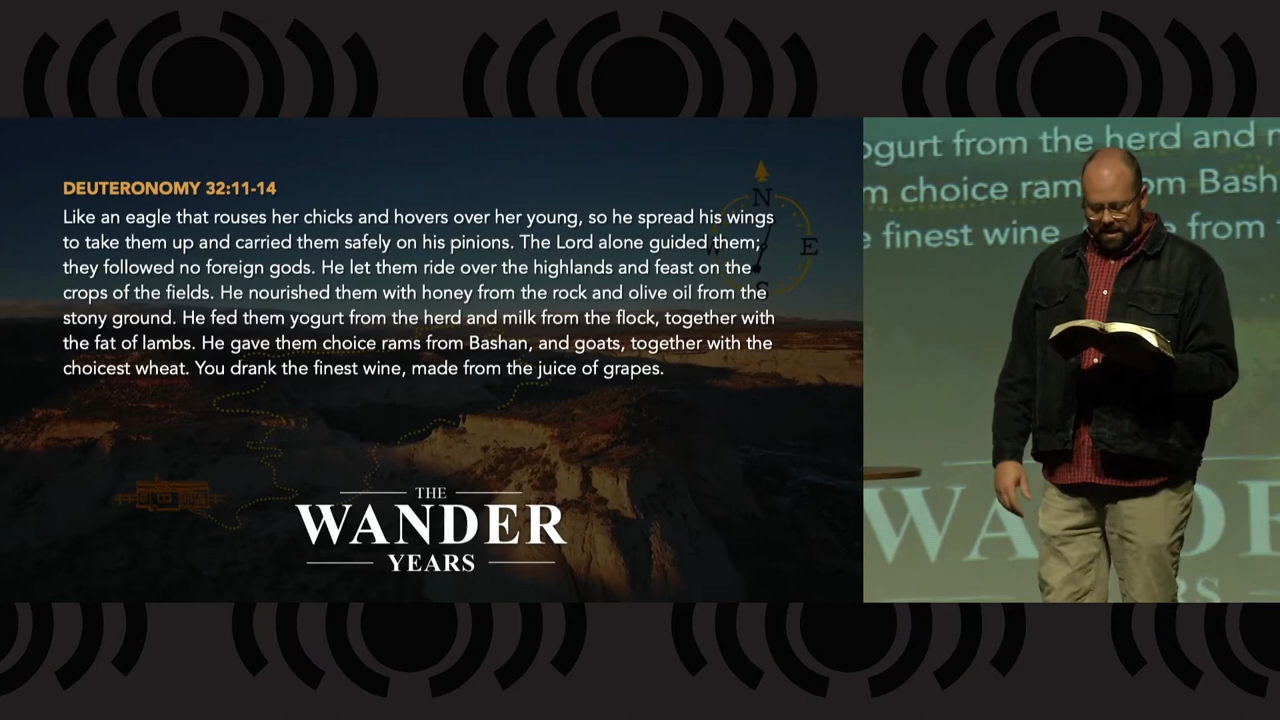 DEUTERONOMY 32:11-14
Like an eagle that rouses her chicks and hovers over her young, so he spread his wings
to take them up and carried them safely on his pinions. The Lord alone guided them;
they followed no foreign gods. He let them ride over the highlands and feast on the
crops of the fields. He nourished them with honey from the rock and olive oil from the
stony ground. He fed them yogurt from the herd and milk from the flock, together with
the fat of lambs. He gave them choice rams from Bashan, and goats, together with the
choicest wheat. You drank the finest wine, made from the juice of grapes.
N
E
S
THE
WANDER
YEARS
ogurt from the herd and
m choice ram om Bash
finest wine e from
WA DE
RS